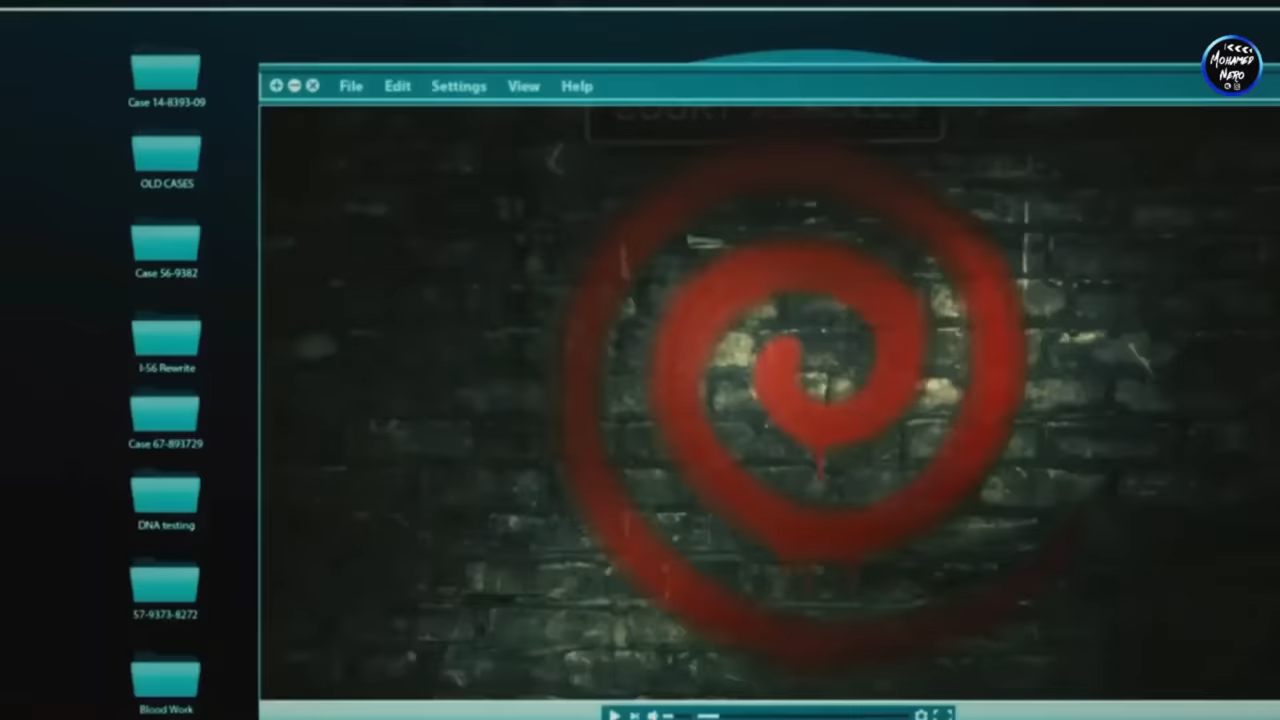 Case 14-8393-09
OLD CASES
Case 56-9382
I-56 Rewrite
Case 67-893729
DNA testing
57-9373-8272
Blood Work
File Edit Settings View Help
MOHAMED
NERO